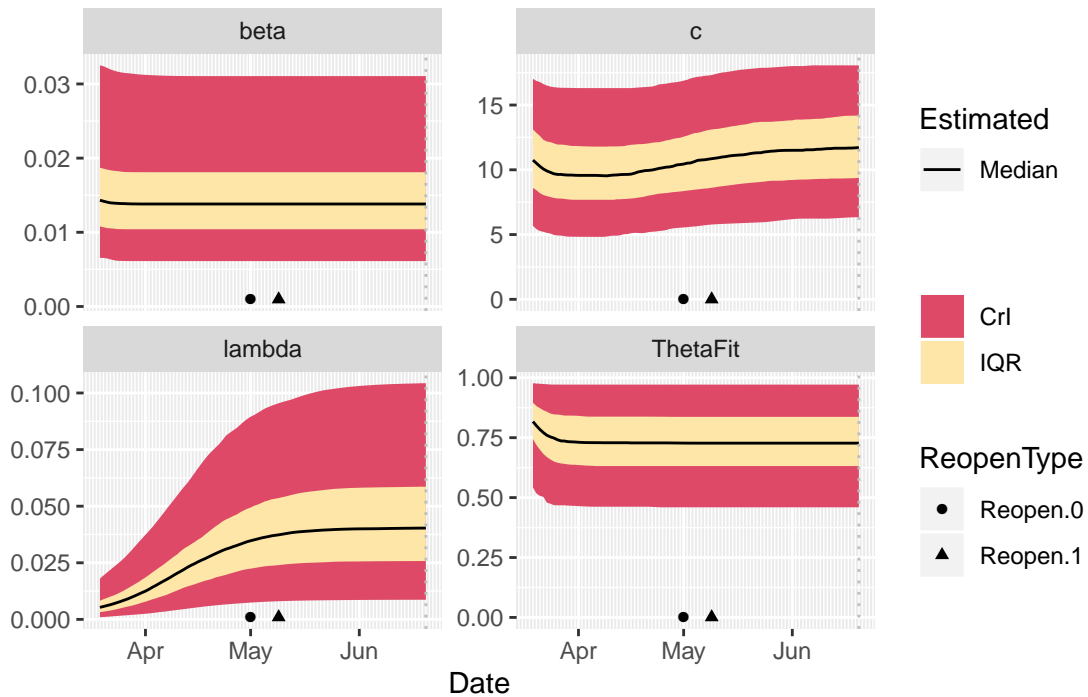 beta
c
0.03
0.02
0.01
0.00
15
10
5
0
lambda
ThetaFit
0.100
0.075
0.050
0.025
0.000
1.00
0.75
0.50
0.25
0.00
Apr
May
Jun
Apr
May
Jun
Date
Estimated
Median
CrI
IQR
ReopenType
Reopen.0
Reopen.1